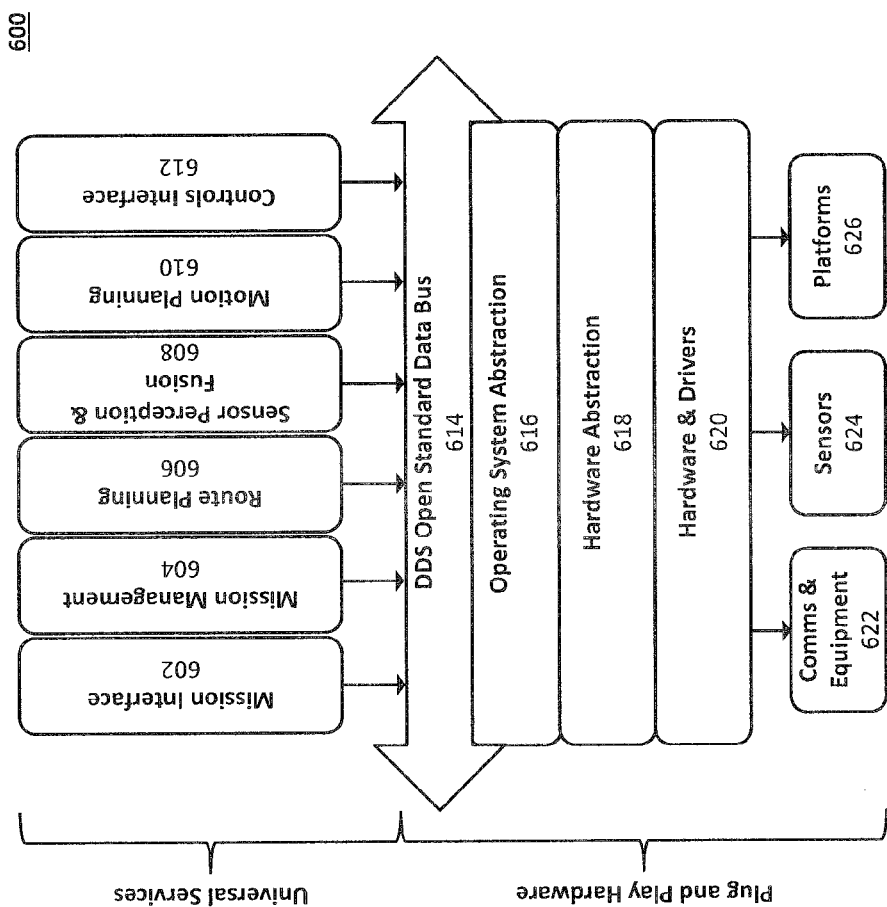 600
Mission Interface
602
Mission Management
604
Route Planning
606
Sensor Perception &
Fusion
608
Motion Planning
610
Controls Interface
612
DDS Open Standard Data Bus
614
Operating System Abstraction
616
Hardware Abstraction
618
Hardware & Drivers
620
Comms &
Equipment
622
Sensors
624
Platforms
626
Universal Services
Plug and Play Hardware